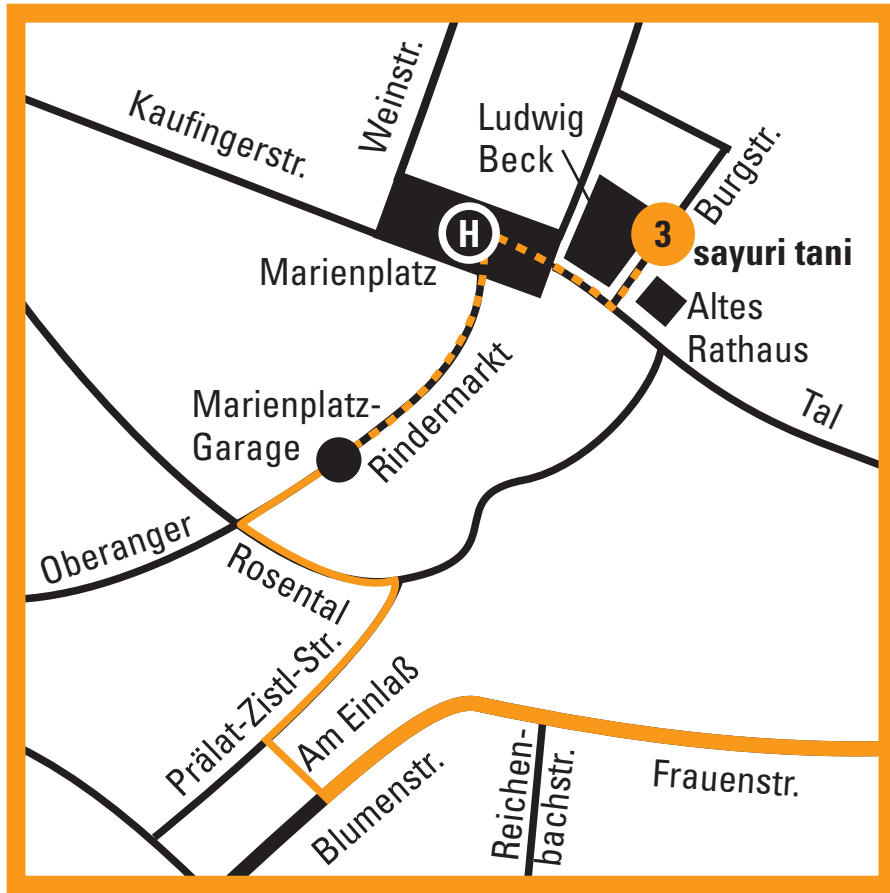 Weinstr.
Kaufingerstr.
Ludwig
Beck
Burgstr.
H
3
sayuri tani
Marienplatz
Altes
Rathaus
Tal
Marienplatz-
Garage
Rindermarkt
Oberanger
Rosental
Prälat-Zistl-Str.
Am Einlaß
Blumenstr.
Reichen-
bachstr.
Frauenstr.